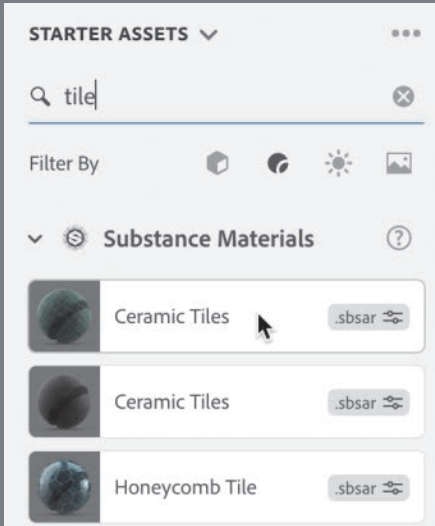 STARTER ASSETS
tile
Filter By
Substance Materials
Ceramic Tiles .sbsar
Ceramic Tiles .sbsar
Honeycomb Tile .sbsar